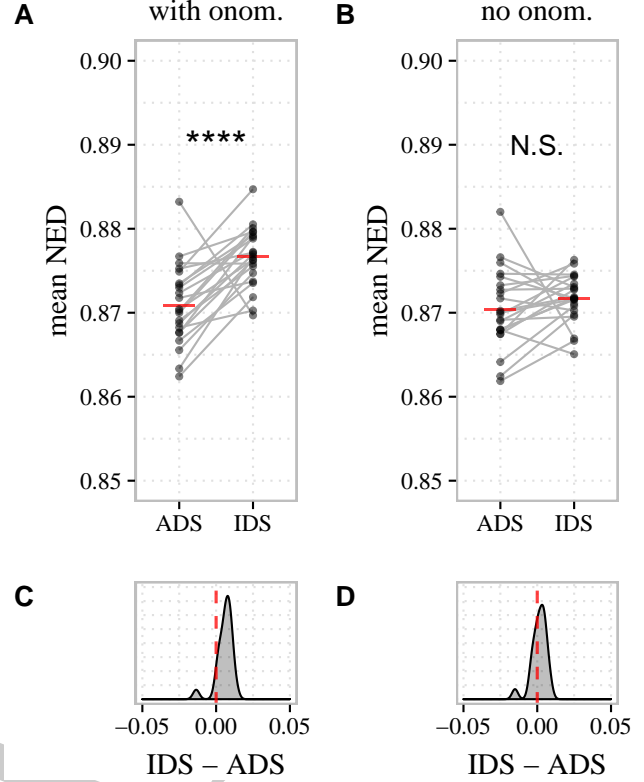 A
with onom.
0.90
0.89
0.88
0.87
0.86
0.85
mean NED
****
ADS IDS
B
no onom.
0.90
0.89
0.88
0.87
0.86
0.85
mean NED
N.S.
ADS IDS
C
−0.05 0.00 0.05
IDS − ADS
D
−0.05 0.00 0.05
IDS − ADS